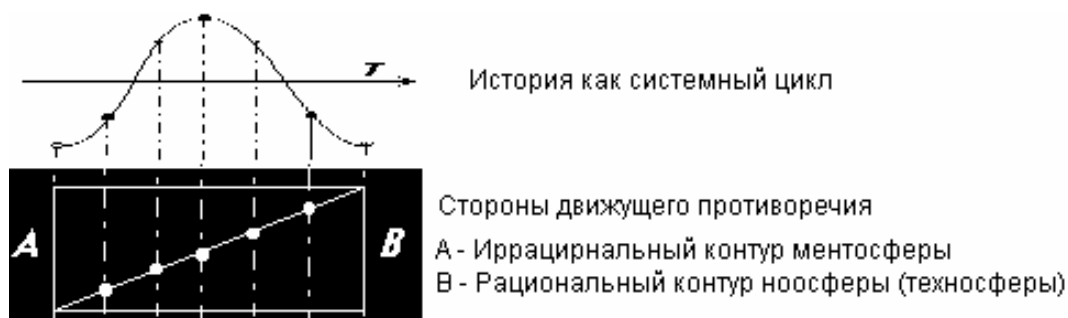 T
История как системный цикл
Стороны движущего противоречия
A
B
А - Иррацирнальный контур ментосферы
В - Рациональный контур ноосферы (техносферы)